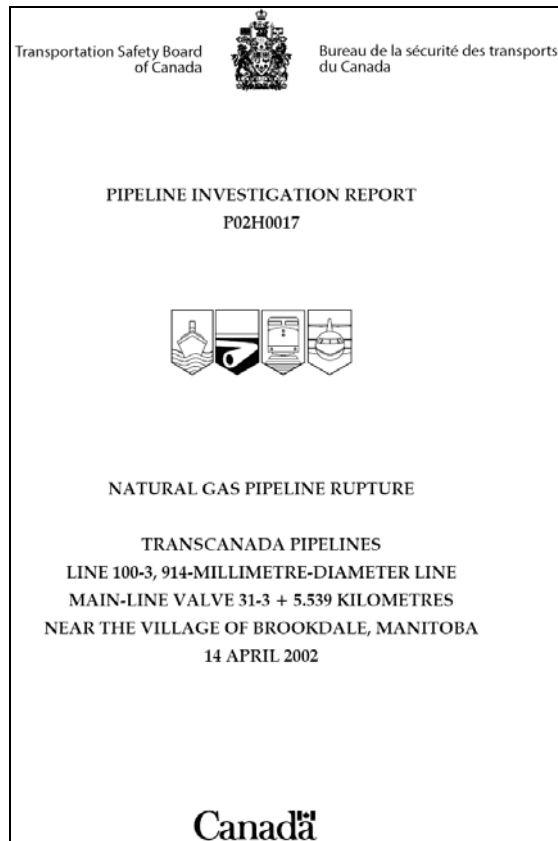 Transportation Safety Board
of Canada
Bureau de la sécurité des transports
du Canada
PIPELINE INVESTIGATION REPORT
P02H0017
NATURAL GAS PIPELINE RUPTURE
TRANSCANADA PIPELINES
LINE 100-3, 914-MILLIMETRE-DIAMETER LINE
MAIN-LINE VALVE 31-3 + 5.539 KILOMETRES
NEAR THE VILLAGE OF BROOKDALE, MANITOBA
14 APRIL 2002
Canada